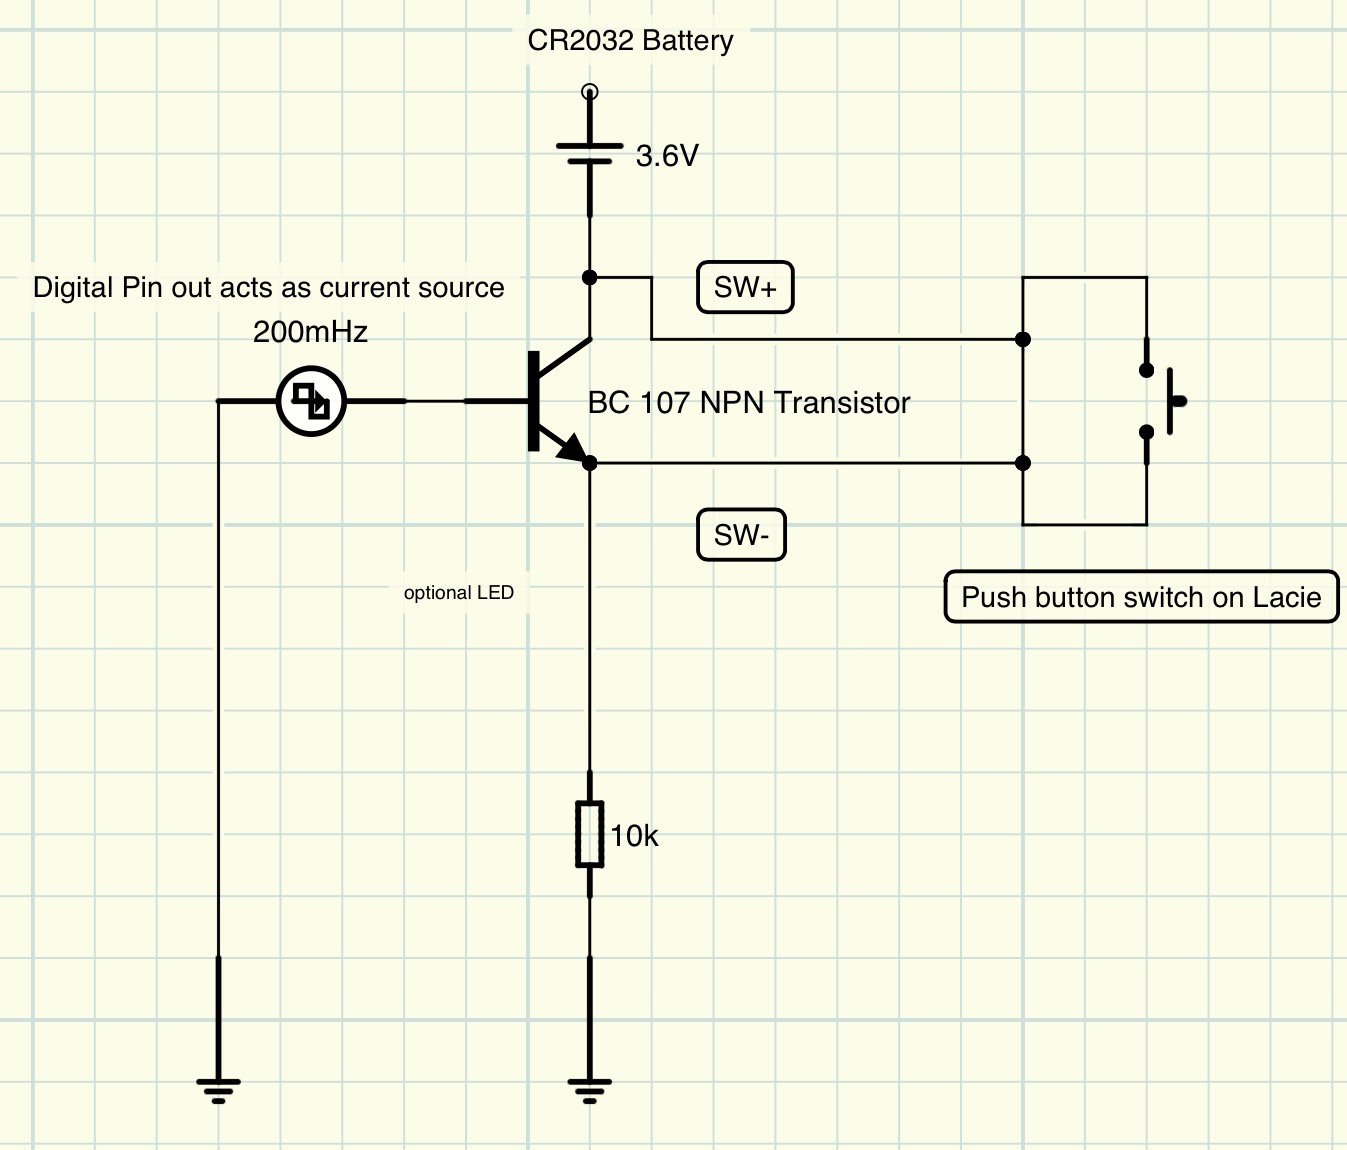 CR2032 Battery
3.6V
Digital Pin out acts as current source
200mHz
SW+
BC 107 NPN Transistor
SW-
optional LED
Push button switch on Lacie
10k